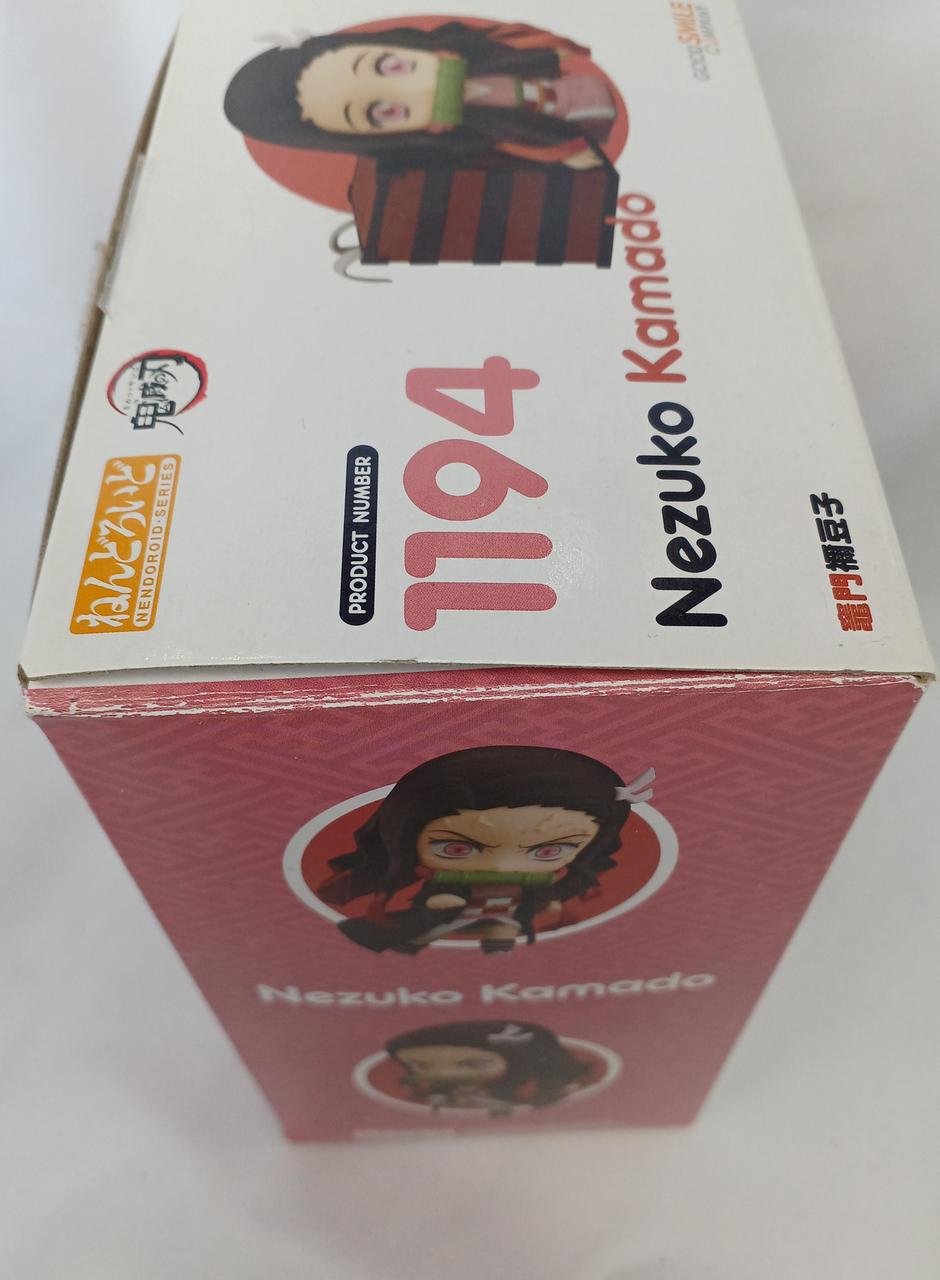 GOOD SMILE
COMPANY
鬼滅の刃
ねんどろいど
NENDOROID·SERIES
PRODUCT NUMBER
1194
Nezuko Kamado
竈門禰豆子
Nezuko Kamado